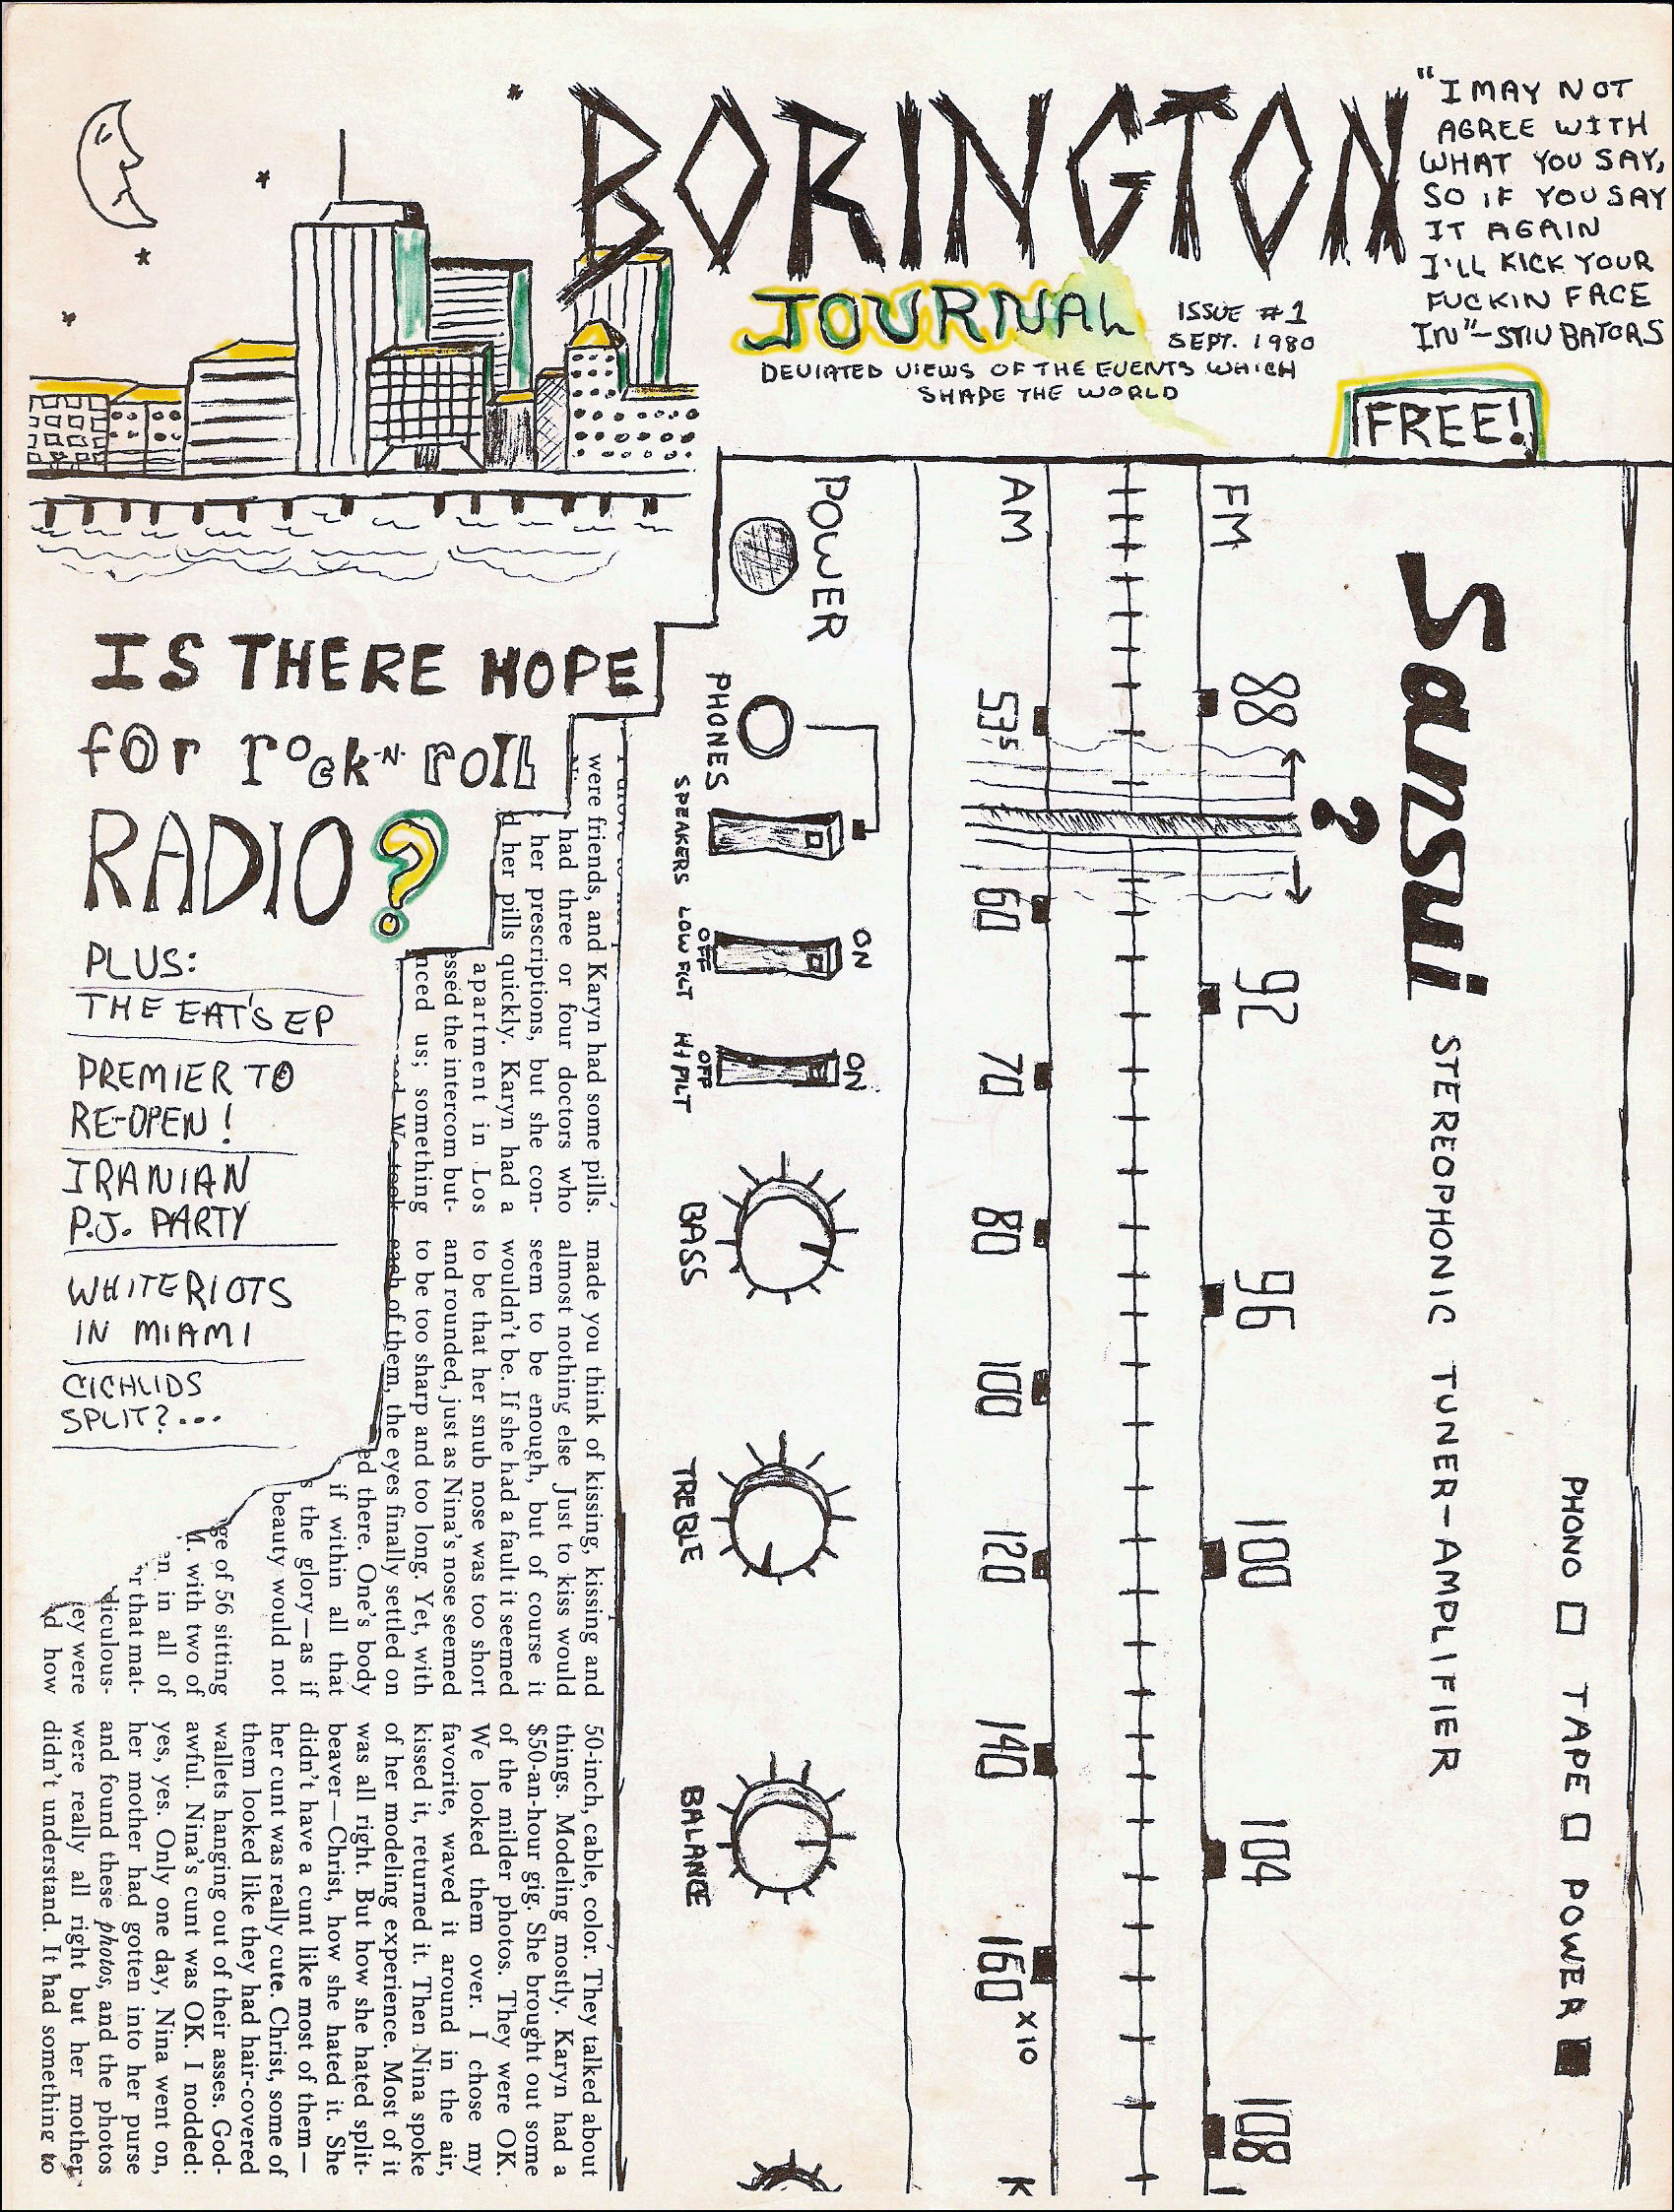 BORINGTON
JOURNAL
ISSUE #1
SEPT. 1980
DEVIATED VIEWS OF THE EVENTS WHICH
SHAPE THE WORLD
"I MAY NOT
AGREE WITH
WHAT YOU SAY,
SO IF YOU SAY
IT AGAIN
I'LL KICK YOUR
FUCKIN FACE
IN"—STIV BATORS
FREE!
IS THERE HOPE
for rock-N-roll
RADIO?
PLUS:
THE EAT'S EP
PREMIER TO
RE-OPEN!
IRANIAN
P.J. PARTY
WHITE RIOTS
IN MIAMI
CICHLIDS
SPLIT?...
PHONO TAPE POWER
Sansui?
STEREOPHONIC TUNER-AMPLIFIER
FM 88 92 96 100 104 108
AM 535 60 70 80 100 120 140 160 X10 K
POWER
PHONES
SPEAKERS
LOW FILT
ON
OFF
HI FILT
ON
OFF
BASS
TREBLE
BALANCE
were friends, and Karyn had some pills.
had three or four doctors who
her prescriptions, but she con-
d her pills quickly. Karyn had a
apartment in Los
essed the intercom but-
nced us; something
We took
made you think of kissing, kissing and
almost nothing else Just to kiss would
seem to be enough, but of course it
wouldn't be. If she had a fault it seemed
to be that her snub nose was too short
and rounded, just as Nina's nose seemed
to be too sharp and too long. Yet, with
each of them, the eyes finally settled on
ed there. One's body
if within all that
s the glory—as if
beauty would not
ge of 56 sitting
with two of
en in all of
r that mat-
diculous-
ey were
d how
50-inch, cable, color. They talked about
things. Modeling mostly. Karyn had a
$50-an-hour gig. She brought out some
of the milder photos. They were OK.
We looked them over. I chose my
favorite, waved it around in the air,
kissed it, returned it. Then Nina spoke
of her modeling experience. Most of it
was all right. But how she hated split-
beaver—Christ, how she hated it. She
didn't have a cunt like most of them—
her cunt was really cute. Christ, some of
them looked like they had hair-covered
wallets hanging out of their asses. God-
awful. Nina's cunt was OK. I nodded:
yes, yes. Only one day, Nina went on,
her mother had gotten into her purse
and found these photos, and the photos
were really all right but her mother
didn't understand. It had something to